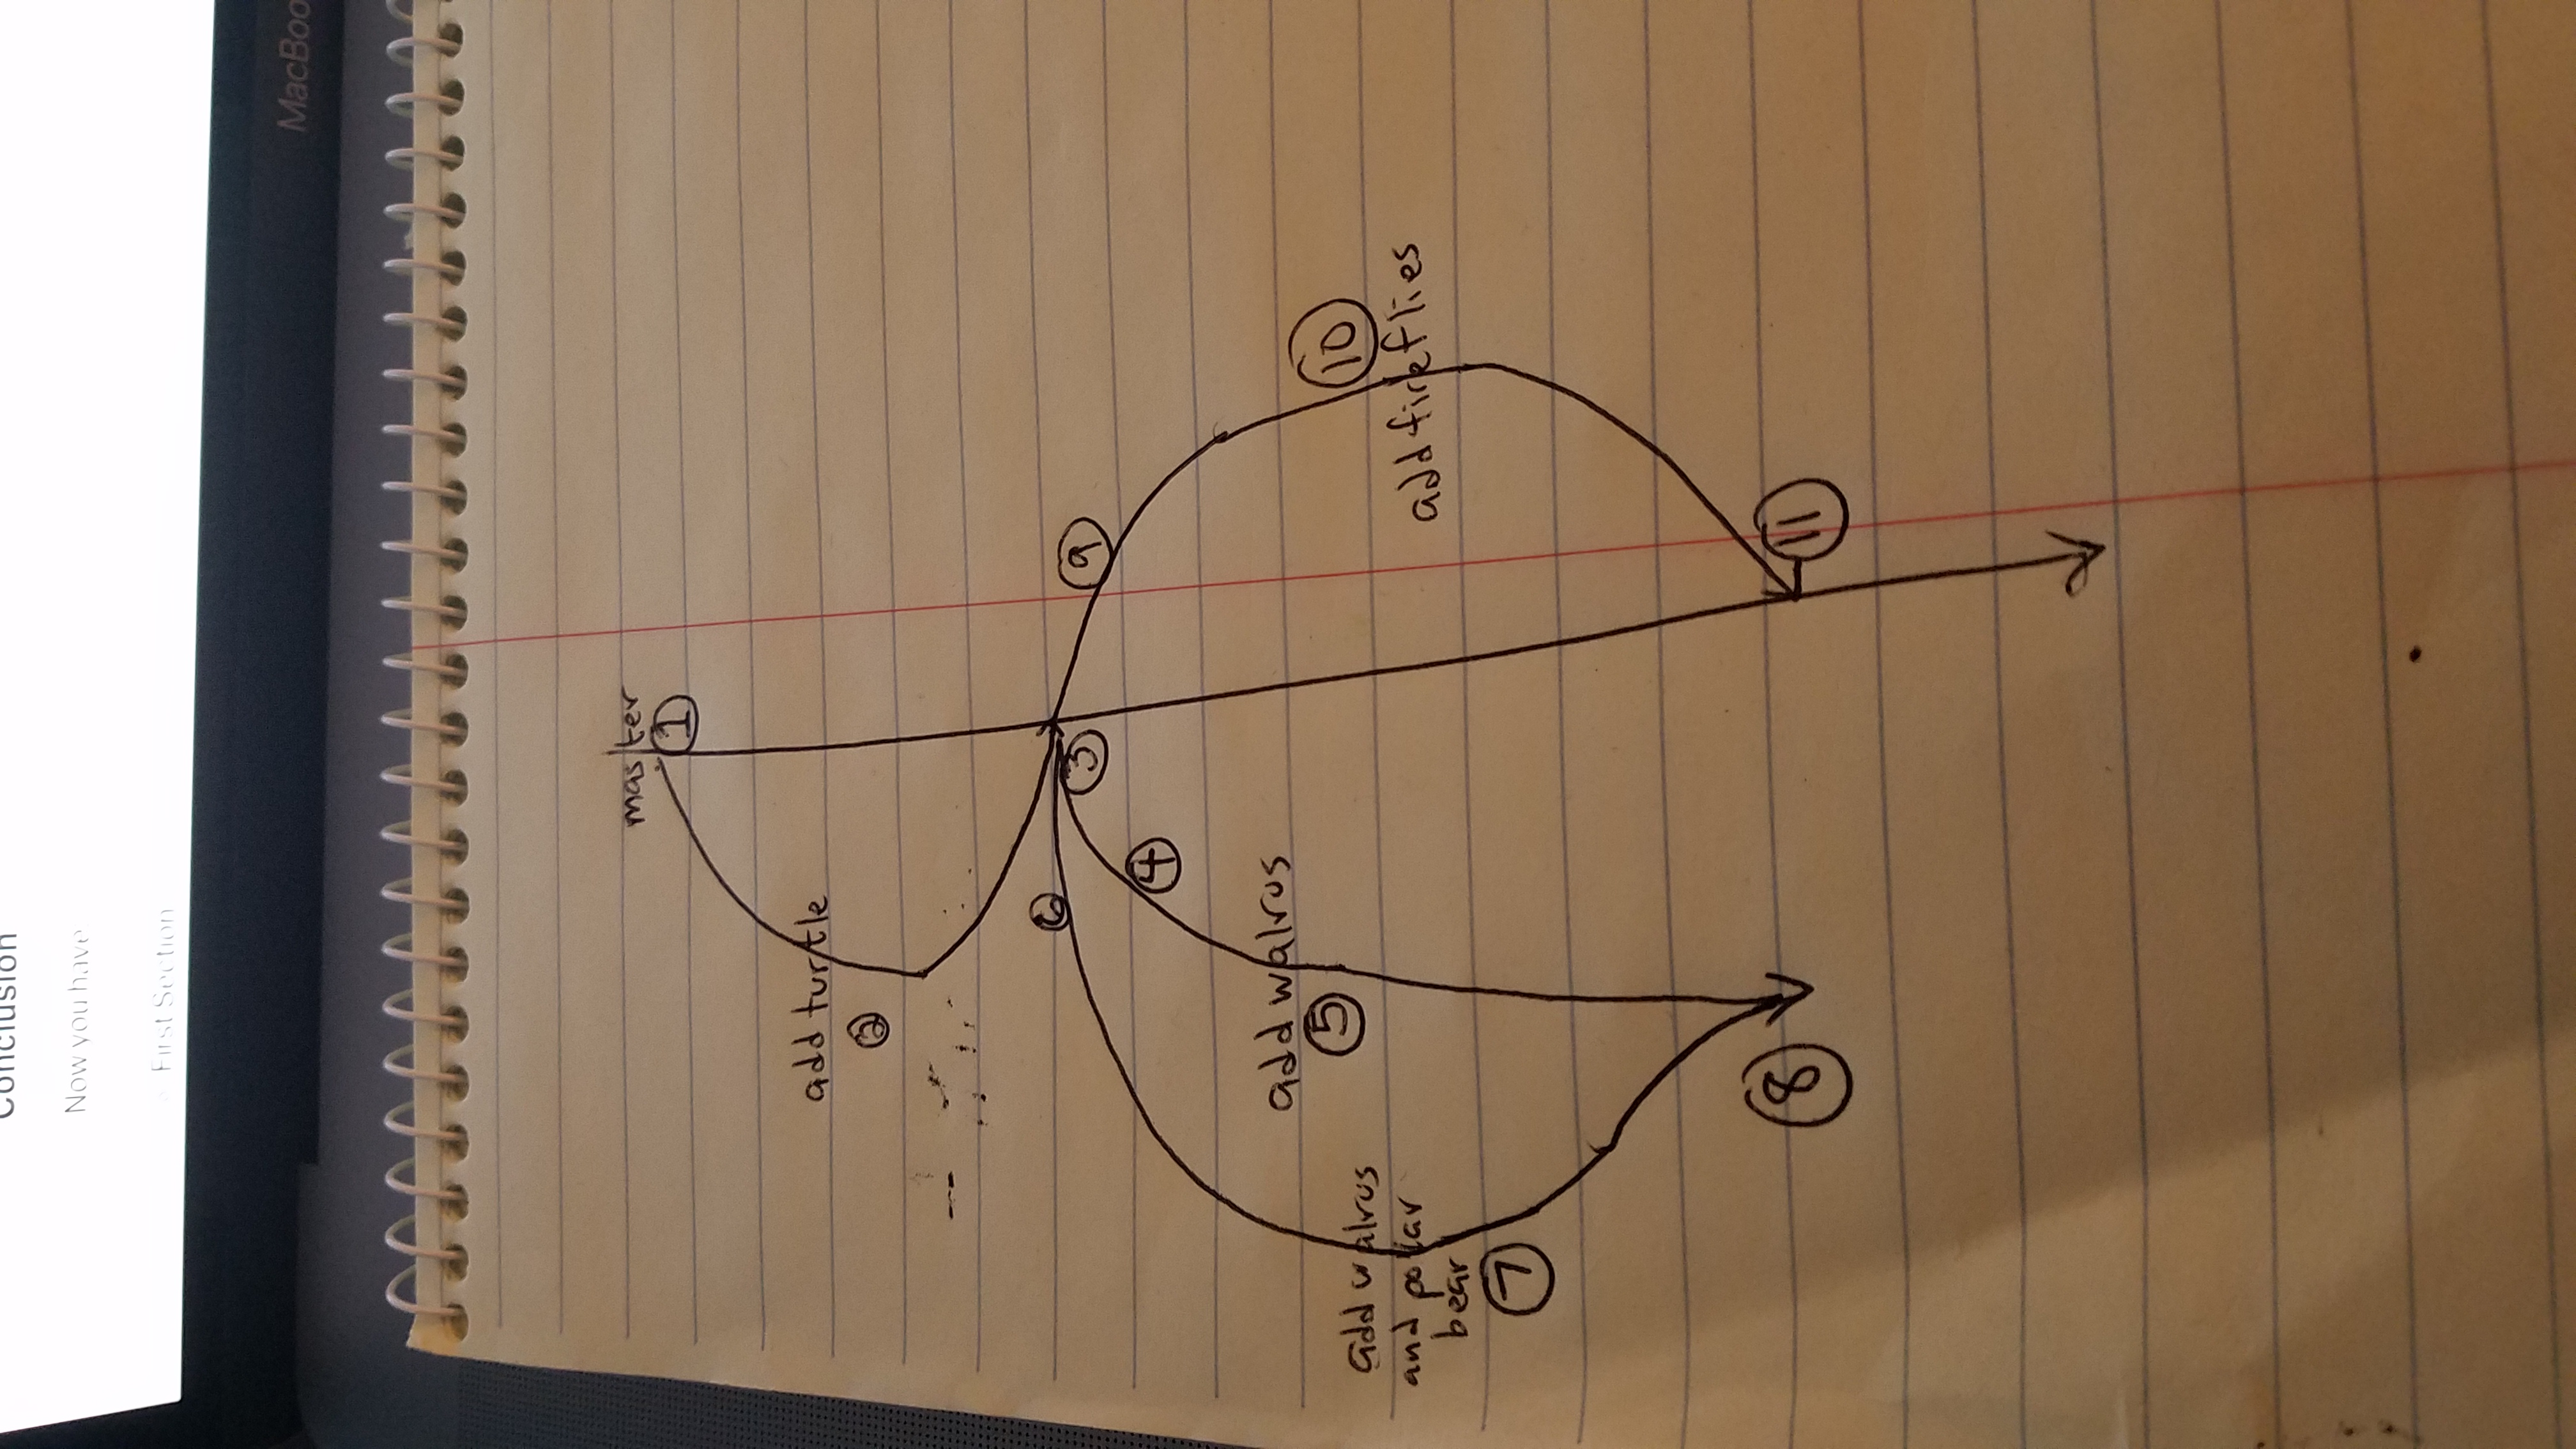 Conclusion
Now you have
First Section
MacBoo
master
1
add turtle
2
6
3
9
4
add walrus
5
10
add walrus
and pollar
bear
7
add fireflies
8
11